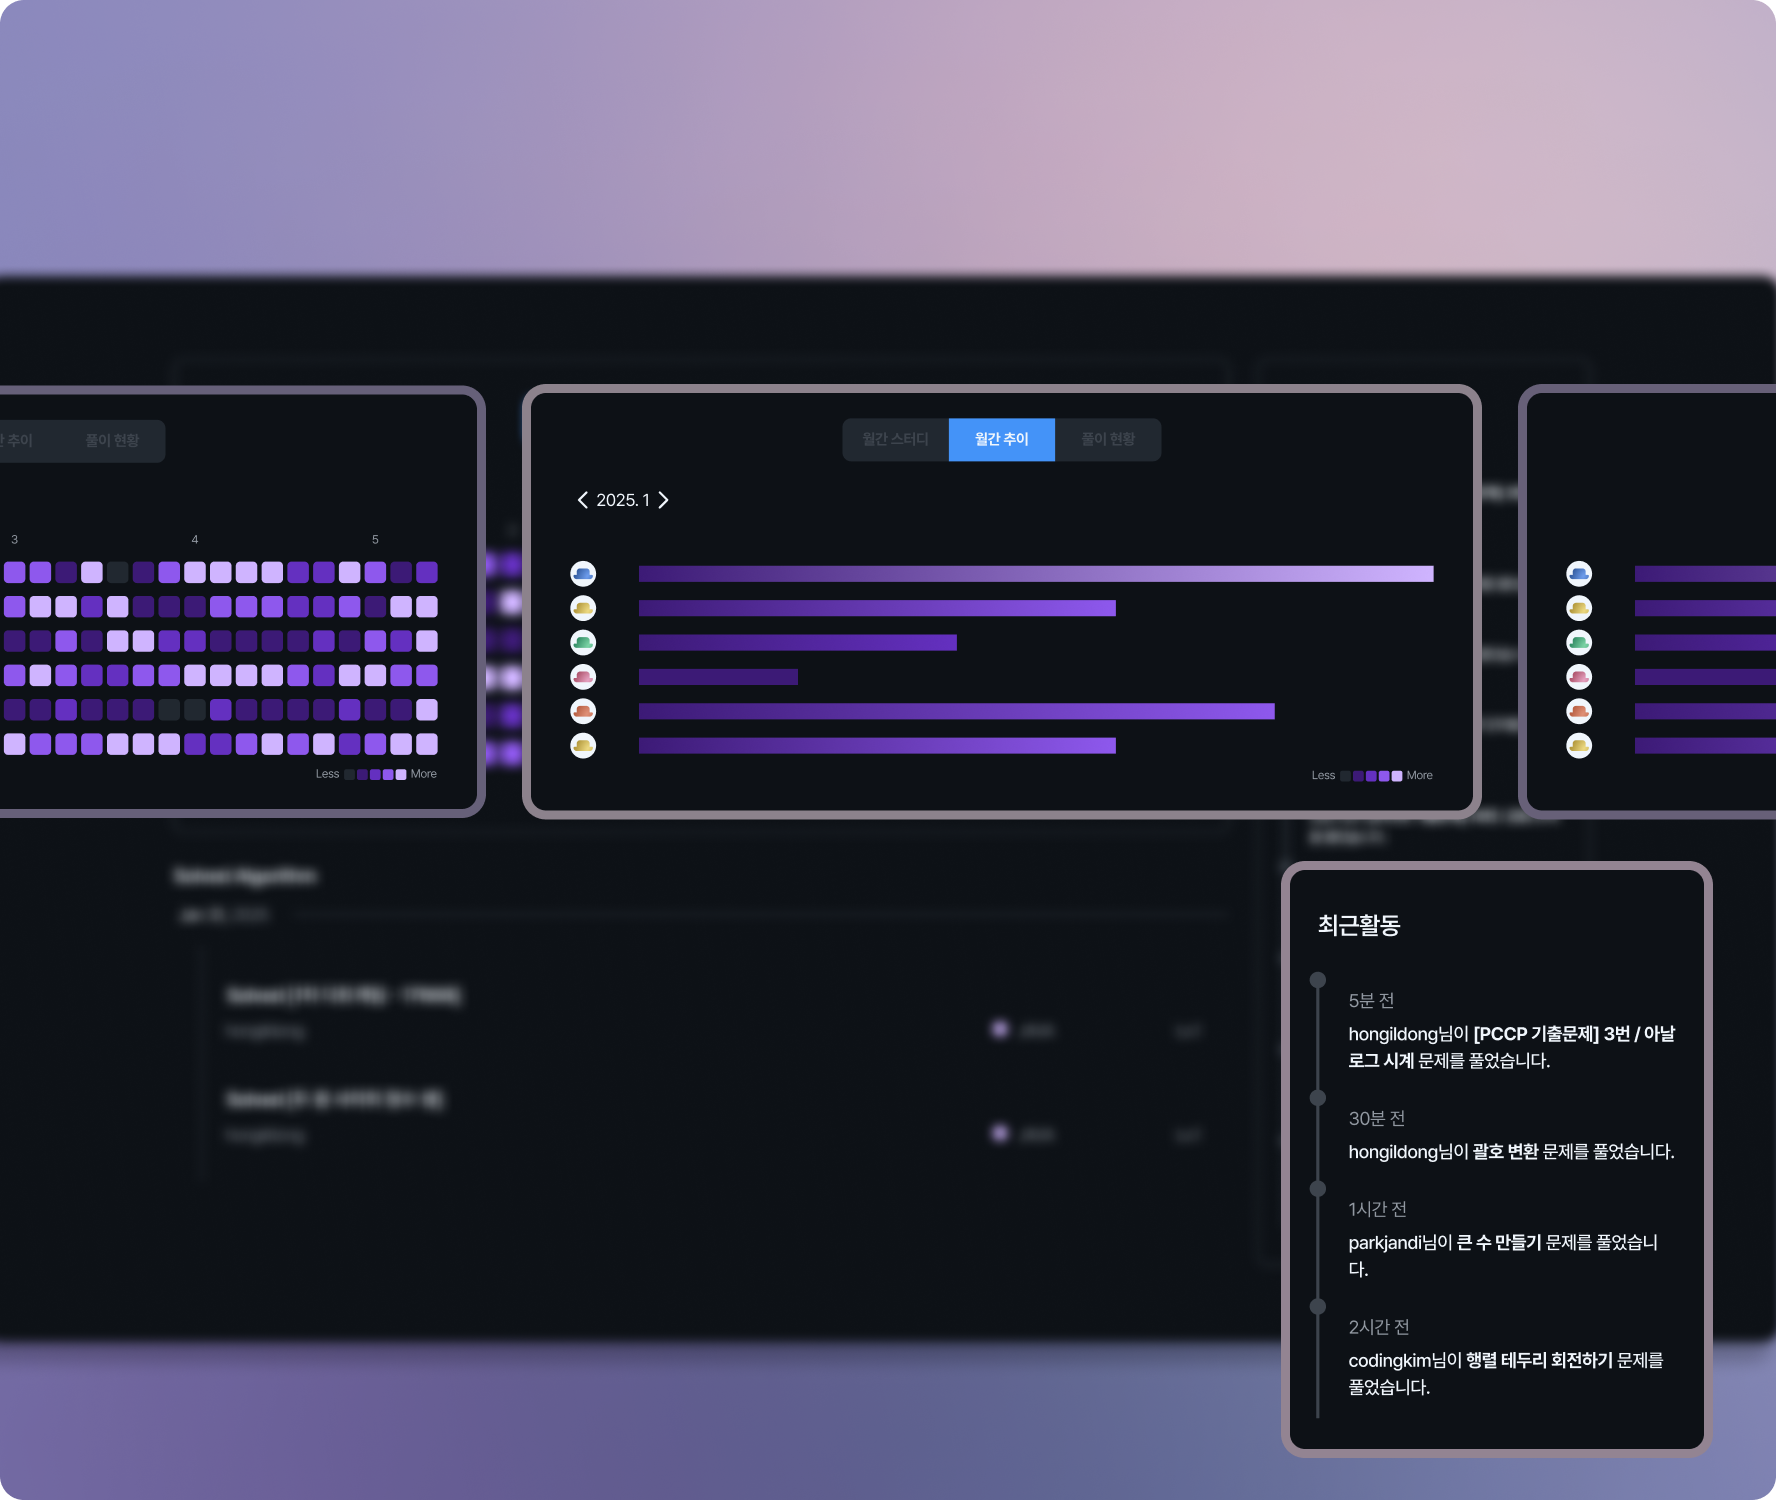 추이
풀이 현황
3
4
5
Less
More
월간 스터디
월간 추이
풀이 현황
2025. 1
Less
More
Solved Algorithm
최근활동
5분 전
hongildong님이 [PCCP 기출문제] 3번 / 아날
로그 시계 문제를 풀었습니다.
30분 전
hongildong님이 괄호 변환 문제를 풀었습니다.
1시간 전
parkjandi님이 큰 수 만들기 문제를 풀었습니
다.
2시간 전
codingkim님이 행렬 테두리 회전하기 문제를
풀었습니다.